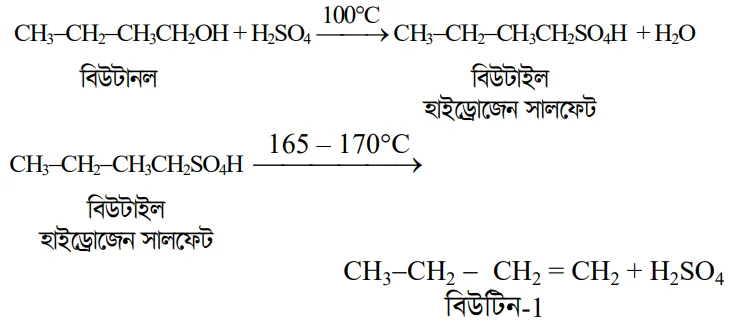 CH₃–CH₂–CH₃CH₂OH + H₂SO₄ 100°C ⟶ CH₃–CH₂–CH₃CH₂SO₄H + H₂O
বিউটানল বিউটাইল
হাইড্রোজেন সালফেট
CH₃–CH₂–CH₃CH₂SO₄H 165 – 170°C ⟶
বিউটাইল
হাইড্রোজেন সালফেট
CH₃–CH₂ – CH₂ = CH₂ + H₂SO₄
বিউটিন-1